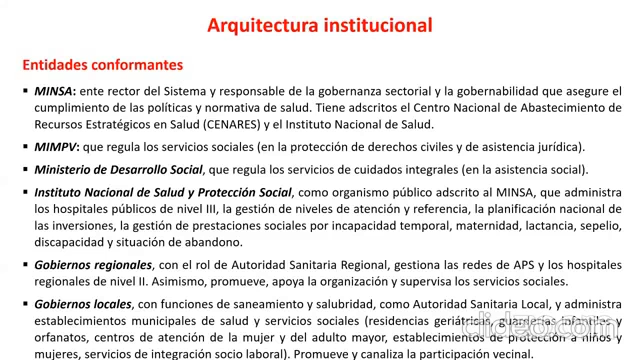 Arquitectura institucional
Entidades conformantes
▪ MINSA: ente rector del Sistema y responsable de la gobernanza sectorial y la gobernabilidad que asegure el
cumplimiento de las políticas y normativa de salud. Tiene adscritos el Centro Nacional de Abastecimiento de
Recursos Estratégicos en Salud (CENARES) y el Instituto Nacional de Salud.
▪ MIMPV: que regula los servicios sociales (en la protección de derechos civiles y de asistencia jurídica).
▪ Ministerio de Desarrollo Social, que regula los servicios de cuidados integrales (en la asistencia social).
▪ Instituto Nacional de Salud y Protección Social, como organismo público adscrito al MINSA, que administra
los hospitales públicos de nivel III, la gestión de niveles de atención y referencia, la planificación nacional de
las inversiones, la gestión de prestaciones sociales por incapacidad temporal, maternidad, lactancia, sepelio,
discapacidad y situación de abandono.
▪ Gobiernos regionales, con el rol de Autoridad Sanitaria Regional, gestiona las redes de APS y los hospitales
regionales de nivel II. Asimismo, promueve, apoya la organización y supervisa los servicios sociales.
▪ Gobiernos locales, con funciones de saneamiento y salubridad, como Autoridad Sanitaria Local, y administra
establecimientos municipales de salud y servicios sociales (residencias geriátricas, guarderías infantiles y
orfanatos, centros de atención de la mujer y del adulto mayor, establecimientos de protección a niños y
mujeres, servicios de integración socio laboral). Promueve y canaliza la participación vecinal.
dideo.com